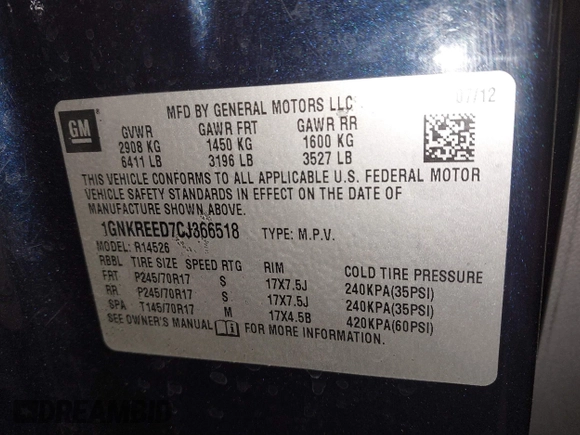 GM
MFD BY GENERAL MOTORS LLC
07/12
GVWR GAWR FRT GAWR RR
2908 KG 1450 KG 1600 KG
6411 LB 3196 LB 3527 LB
THIS VEHICLE CONFORMS TO ALL APPLICABLE U.S. FEDERAL MOTOR
VEHICLE SAFETY STANDARDS IN EFFECT ON THE DATE OF
MANUFACTURE SHOWN ABOVE.
1GNKREED7CJ366518 TYPE: M.P.V.
MODEL: R14526
RBBL TIRE SIZE SPEED RTG RIM COLD TIRE PRESSURE
FRT P245/70R17 S 17X7.5J 240KPA(35PSI)
RR P245/70R17 S 17X7.5J 240KPA(35PSI)
SPA T145/70R17 M 17X4.5B 420KPA(60PSI)
SEE OWNER'S MANUAL FOR MORE INFORMATION.
DREAMBID